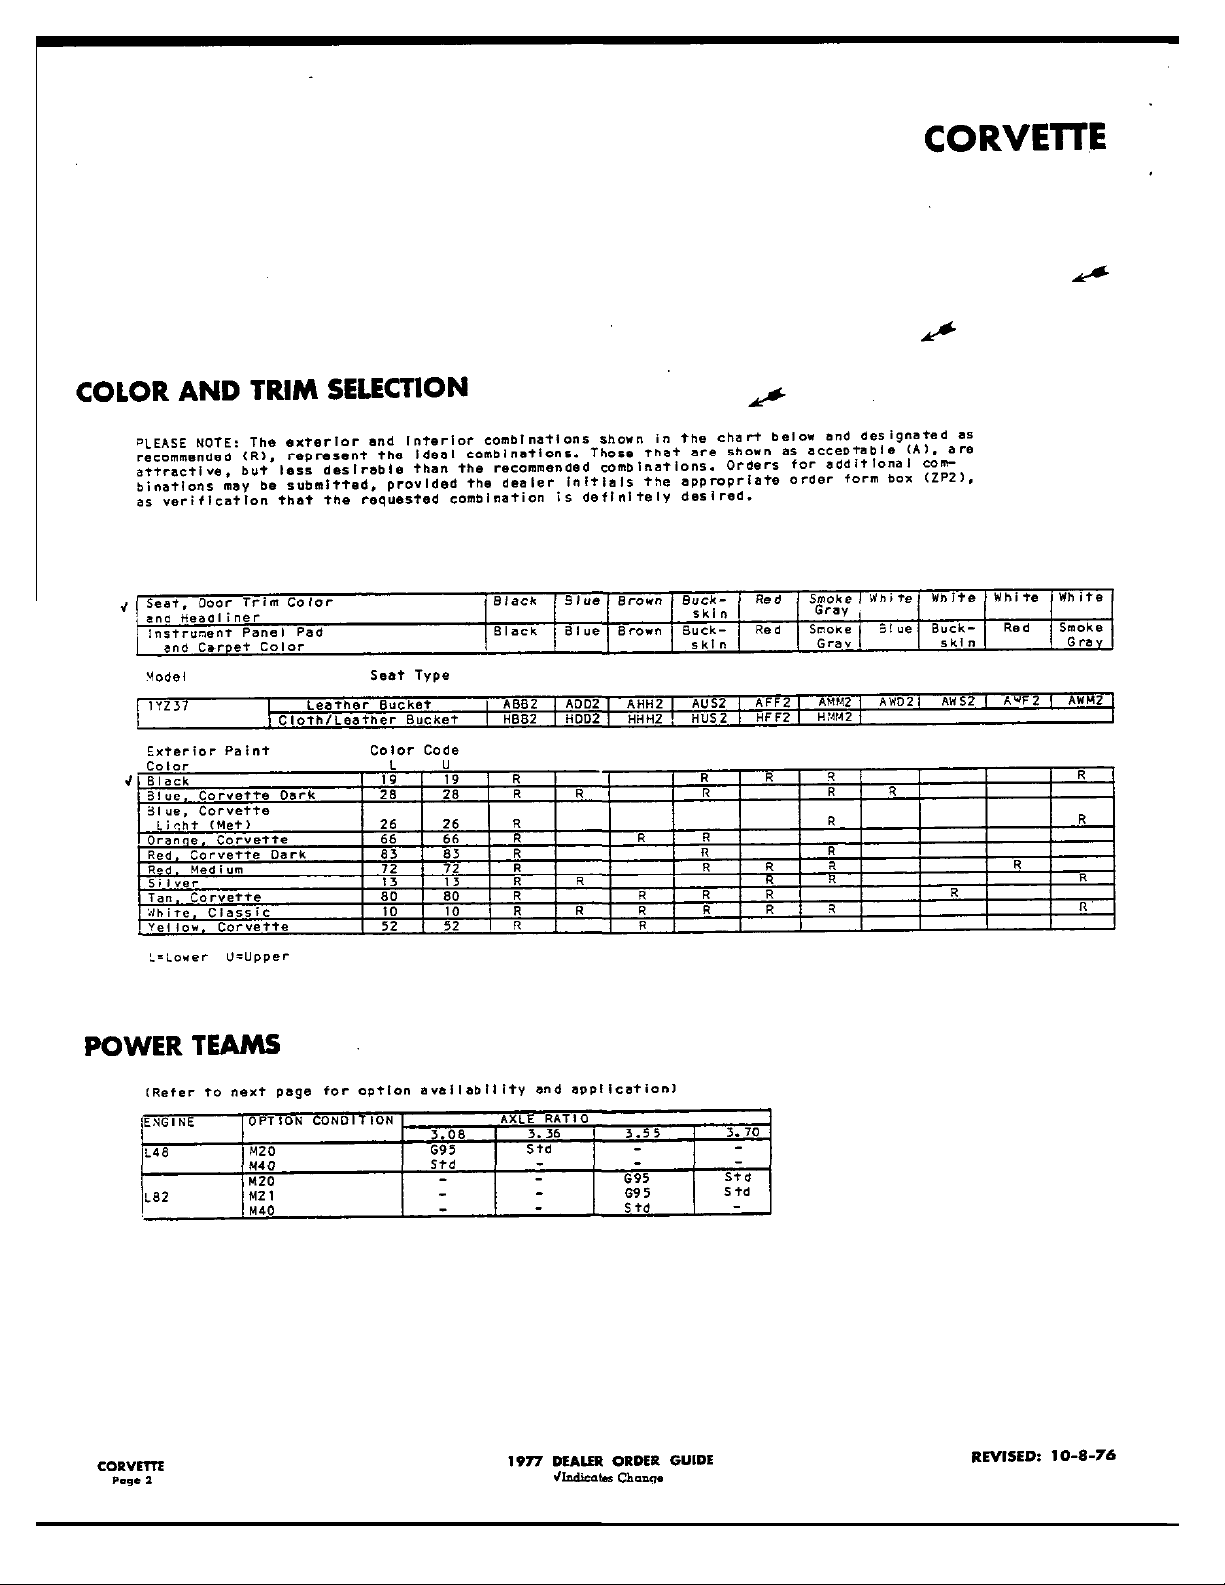 CORVETTE
COLOR AND TRIM SELECTION
PLEASE NOTE: The exterior and interior combinations shown in the chart below and designated as
recommended (R), represent the ideal combinations. Those that are shown as acceptable (A), are
attractive, but less desirable than the recommended combinations. Orders for additional com-
binations may be submitted, provided the dealer initials the appropriate order form box (ZP2),
as verification that the requested combination is definitely desired.
√ Seat, Door Trim Color Black Blue Brown Buck- Red Smoke White White White White
and Headliner skin Gray
Instrument Panel Pad Black Blue Brown Buck- Red Smoke Blue Buck- Red Smoke
and Carpet Color skin Gray skin Gray
Model Seat Type
1YZ37 Leather Bucket ABB2 ADD2 AHH2 AUS2 AFF2 AMM2 AWD2 AWS2 AWF2 AWM2
Cloth/Leather Bucket HBB2 HDD2 HHH2 HUS2 HFF2 HMM2
Exterior Paint Color Code
Color L U
√ Black 19 19 R R R R R
Blue, Corvette Dark 28 28 R R R R R
Blue, Corvette
Light (Met) 26 26 R R R
Orange, Corvette 66 66 R R R
Red, Corvette Dark 83 83 R R R
Red, Medium 72 72 R R R R R
Silver 13 13 R R R R R
Tan, Corvette 80 80 R R R R R
White, Classic 10 10 R R R R R R R
Yellow, Corvette 52 52 R R
L=Lower U=Upper
POWER TEAMS
(Refer to next page for option availability and application)
ENGINE OPTION CONDITION AXLE RATIO
3.08 3.36 3.55 3.70
L48 M20 G95 Std - -
M40 Std - - -
M20 - - G95 Std
L82 M21 - - G95 Std
M40 - - Std -
CORVETTE
Page 2
1977 DEALER ORDER GUIDE
√Indicates Change
REVISED: 10-8-76